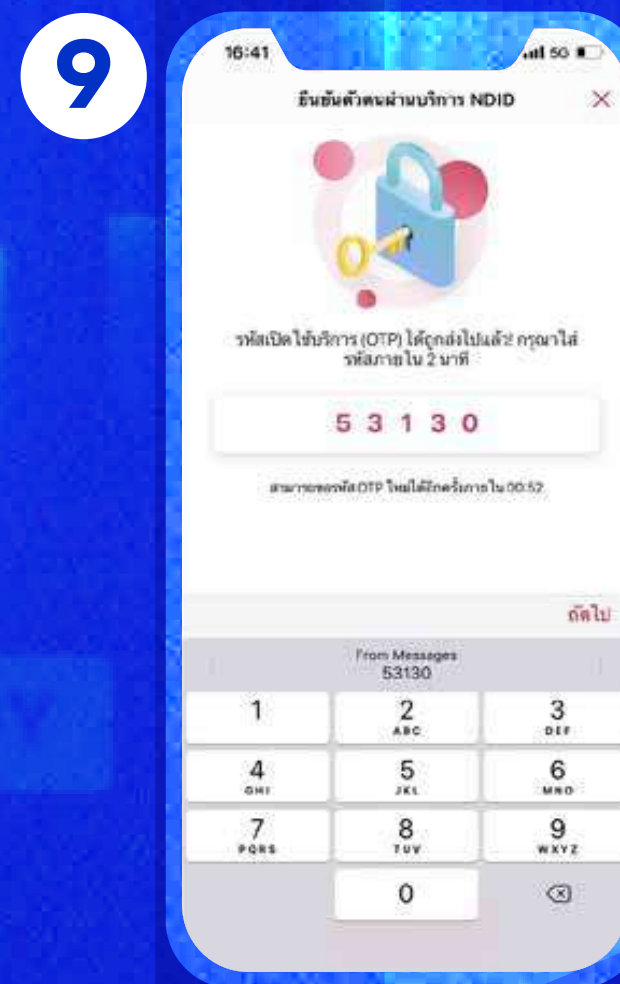 9
16:41
5G
ยืนยันตัวตนผ่านบริการ NDID
รหัสเปิดใช้บริการ (OTP) ได้ถูกส่งไปแล้ว! กรุณาใส่
รหัสภายใน 2 นาที
5 3 1 3 0
สามารถขอรหัส OTP ใหม่ได้อีกครั้งภายใน 00:52
ถัดไป
From Messages
53130
1 2 3
ABC DEF
4 5 6
GHI JKL MNO
7 8 9
PQRS TUV WXYZ
0